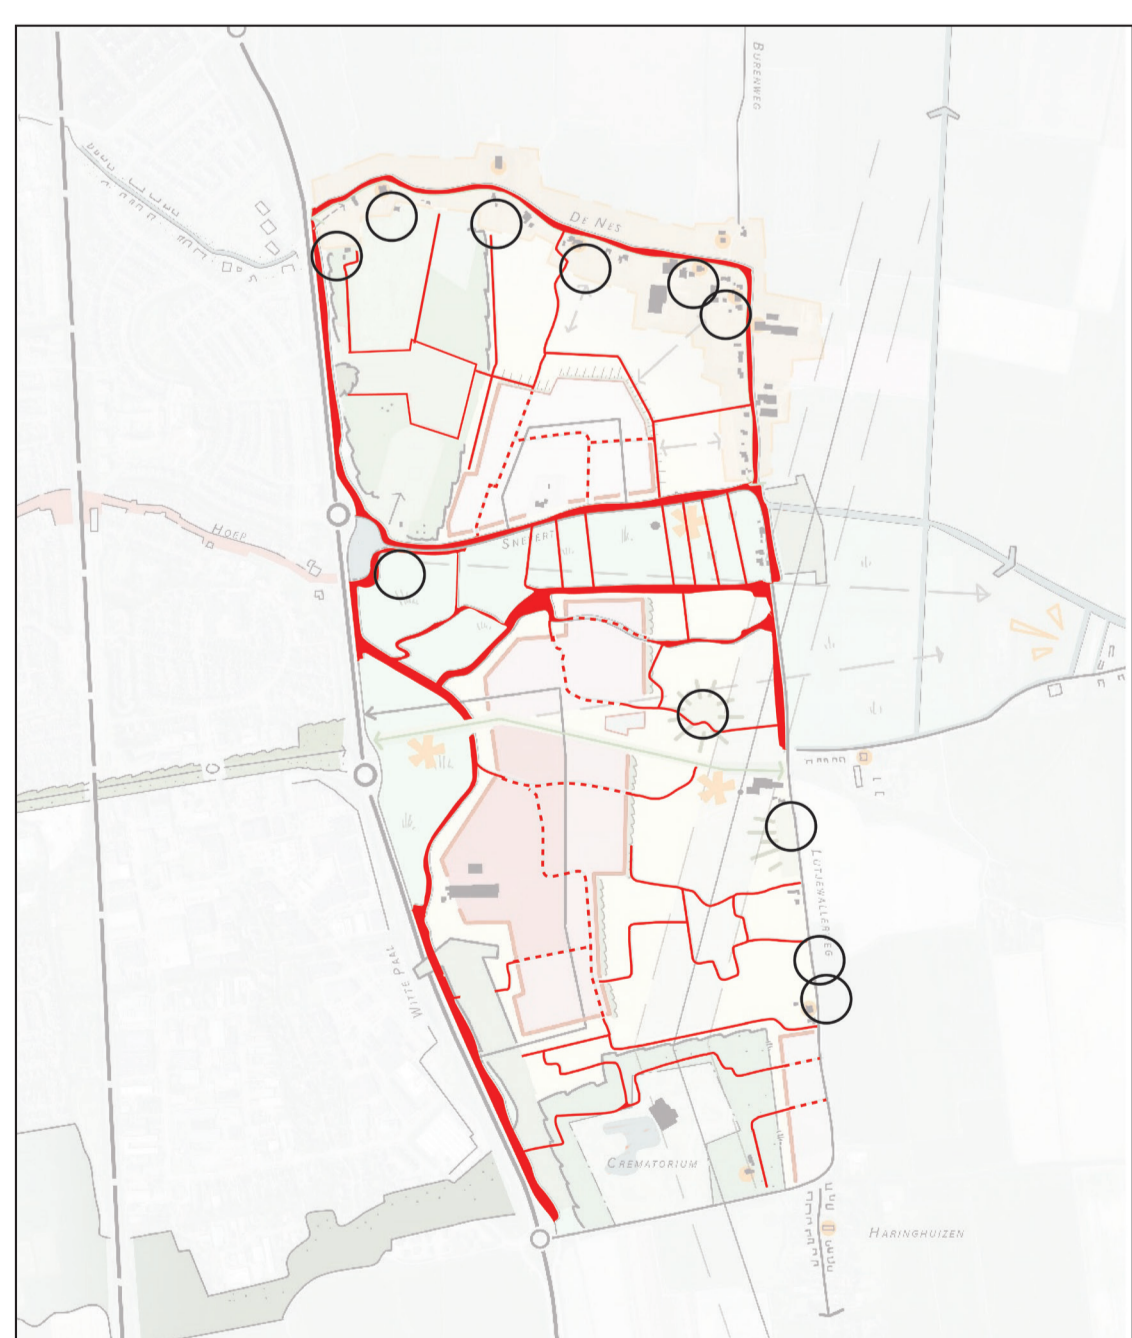 BURENWEG
DE NES
HOEP
SNEVERT
LUTJEWALLERWEG
WITTE PAAL
CREMATORIUM
HARINGHUIZEN